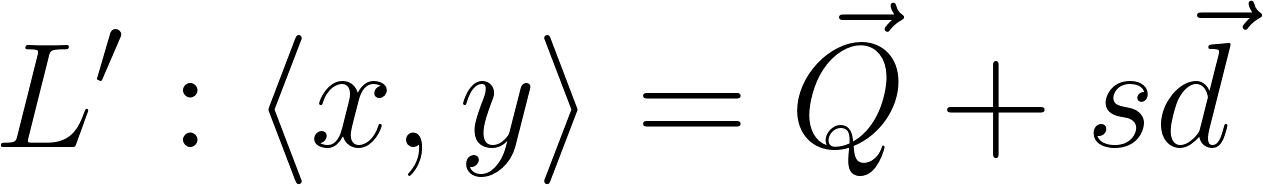 L′ : ⟨x, y⟩ = Q⃗ + sd⃗